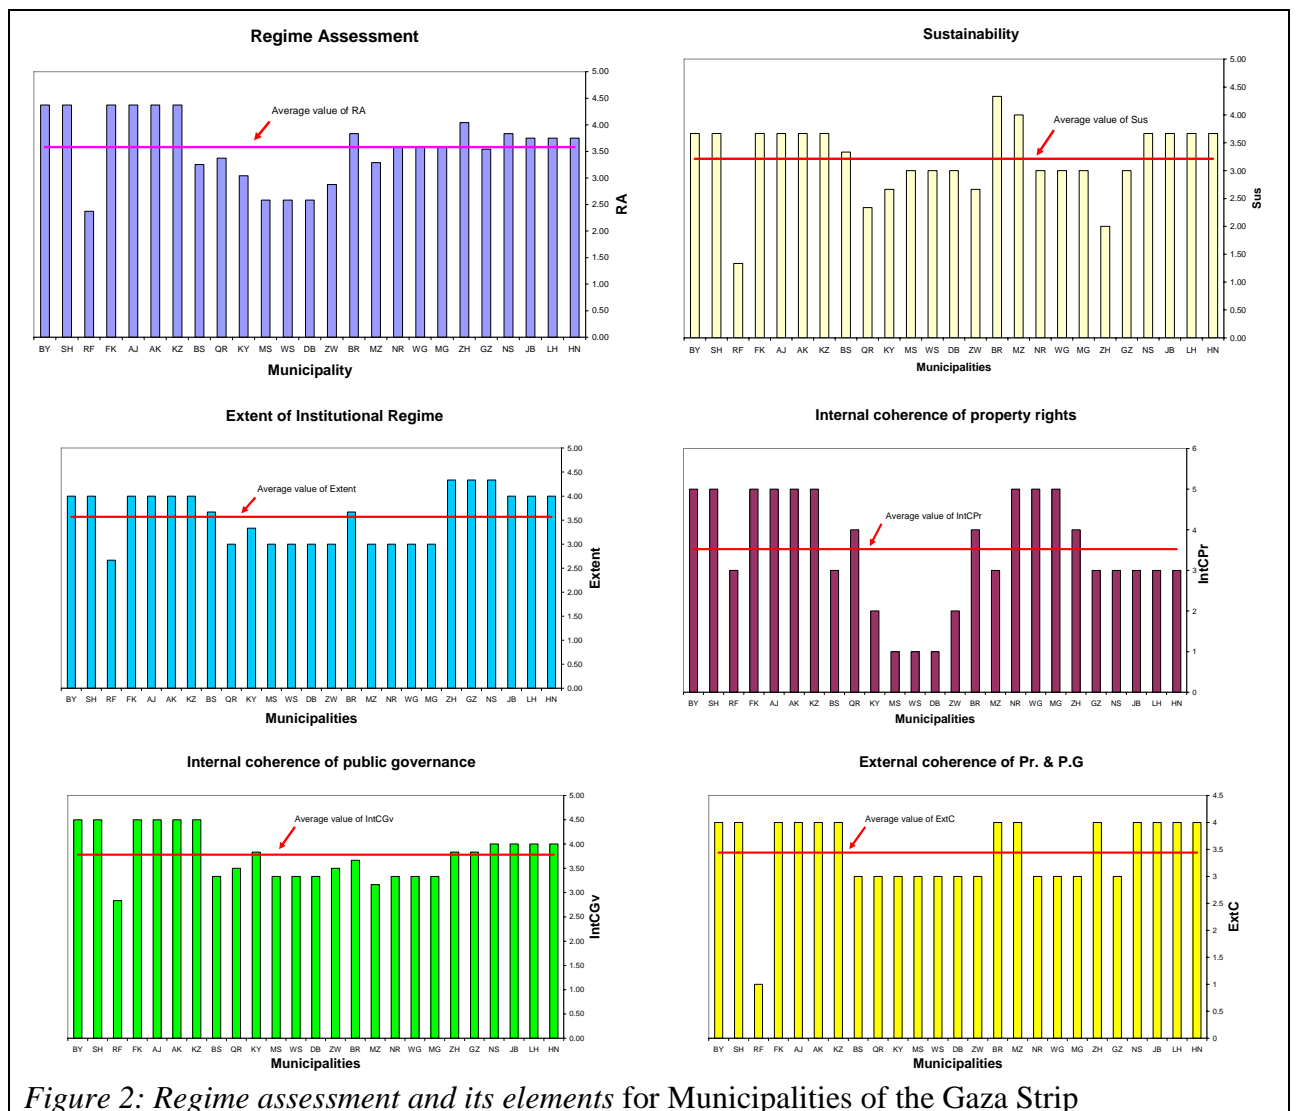 Regime Assessment
Average value of RA
5.00
4.50
4.00
3.50
3.00
2.50
2.00
1.50
1.00
0.50
0.00
RA
BY SH RF FK AJ AK KZ BS QR KY MS WS DB ZW BR MZ NR WG MG ZH GZ NS JB LH HN
Municipality
Sustainability
Average value of Sus
5.00
4.50
4.00
3.50
3.00
2.50
2.00
1.50
1.00
0.50
0.00
Sus
BY SH RF FK AJ AK KZ BS QR KY MS WS DB ZW BR MZ NR WG MG ZH GZ NS JB LH HN
Municipalities
Extent of Institutional Regime
Average value of Extent
5.00
4.50
4.00
3.50
3.00
2.50
2.00
1.50
1.00
0.50
0.00
Extent
BY SH RF FK AJ AK KZ BS QR KY MS WS DB ZW BR MZ NR WG MG ZH GZ NS JB LH HN
Municipalities
Internal coherence of property rights
Average value of IntCPr
6
5
4
3
2
1
0
IntCPr
BY SH RF FK AJ AK KZ BS QR KY MS WS DB ZW BR MZ NR WG MG ZH GZ NS JB LH HN
Municipalities
Internal coherence of public governance
Average value of IntCGv
5.00
4.50
4.00
3.50
3.00
2.50
2.00
1.50
1.00
0.50
0.00
IntCGv
BY SH RF FK AJ AK KZ BS QR KY MS WS DB ZW BR MZ NR WG MG ZH GZ NS JB LH HN
Municipalities
External coherence of Pr. & P.G
Average value of ExtC
4.5
4
3.5
3
2.5
2
1.5
1
0.5
0
ExtC
BY SH RF FK AJ AK KZ BS QR KY MS WS DB ZW BR MZ NR WG MG ZH GZ NS JB LH HN
Municipalities
Figure 2: Regime assessment and its elements for Municipalities of the Gaza Strip